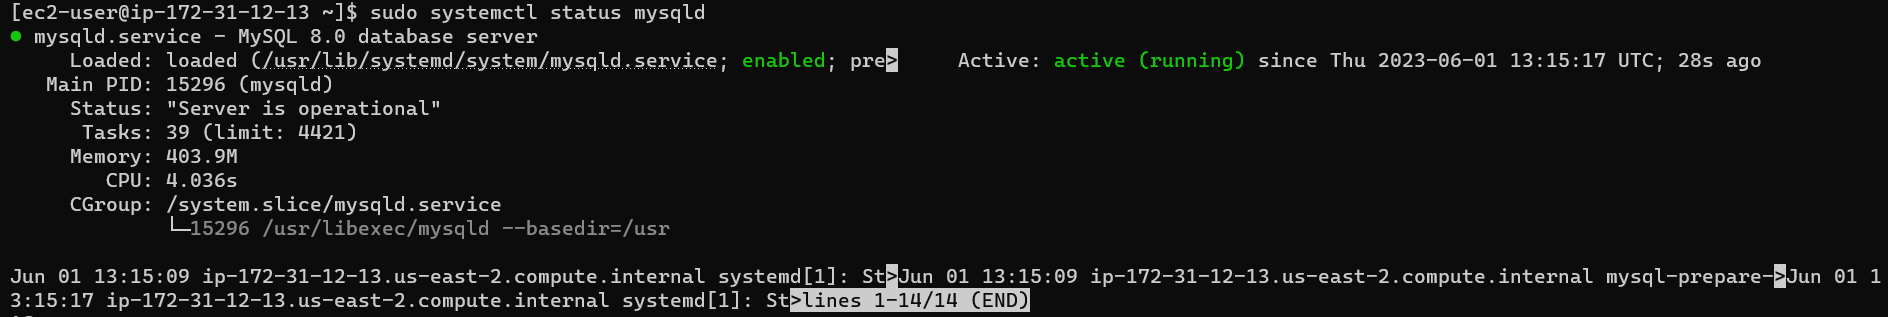 [ec2-user@ip-172-31-12-13 ~]$ sudo systemctl status mysqld
● mysqld.service - MySQL 8.0 database server
     Loaded: loaded (/usr/lib/systemd/system/mysqld.service; enabled; pre>     Active: active (running) since Thu 2023-06-01 13:15:17 UTC; 28s ago
   Main PID: 15296 (mysqld)
     Status: "Server is operational"
      Tasks: 39 (limit: 4421)
     Memory: 403.9M
        CPU: 4.036s
     CGroup: /system.slice/mysqld.service
             └─15296 /usr/libexec/mysqld --basedir=/usr

Jun 01 13:15:09 ip-172-31-12-13.us-east-2.compute.internal systemd[1]: St>Jun 01 13:15:09 ip-172-31-12-13.us-east-2.compute.internal mysql-prepare->Jun 01 1
3:15:17 ip-172-31-12-13.us-east-2.compute.internal systemd[1]: St>lines 1-14/14 (END)